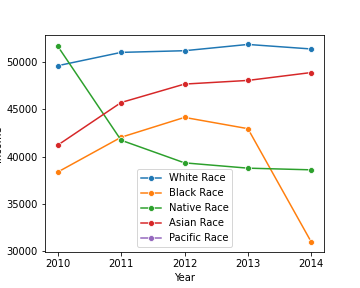 50000
45000
40000
35000
30000
White Race
Black Race
Native Race
Asian Race
Pacific Race
2010 2011 2012 2013 2014
Year